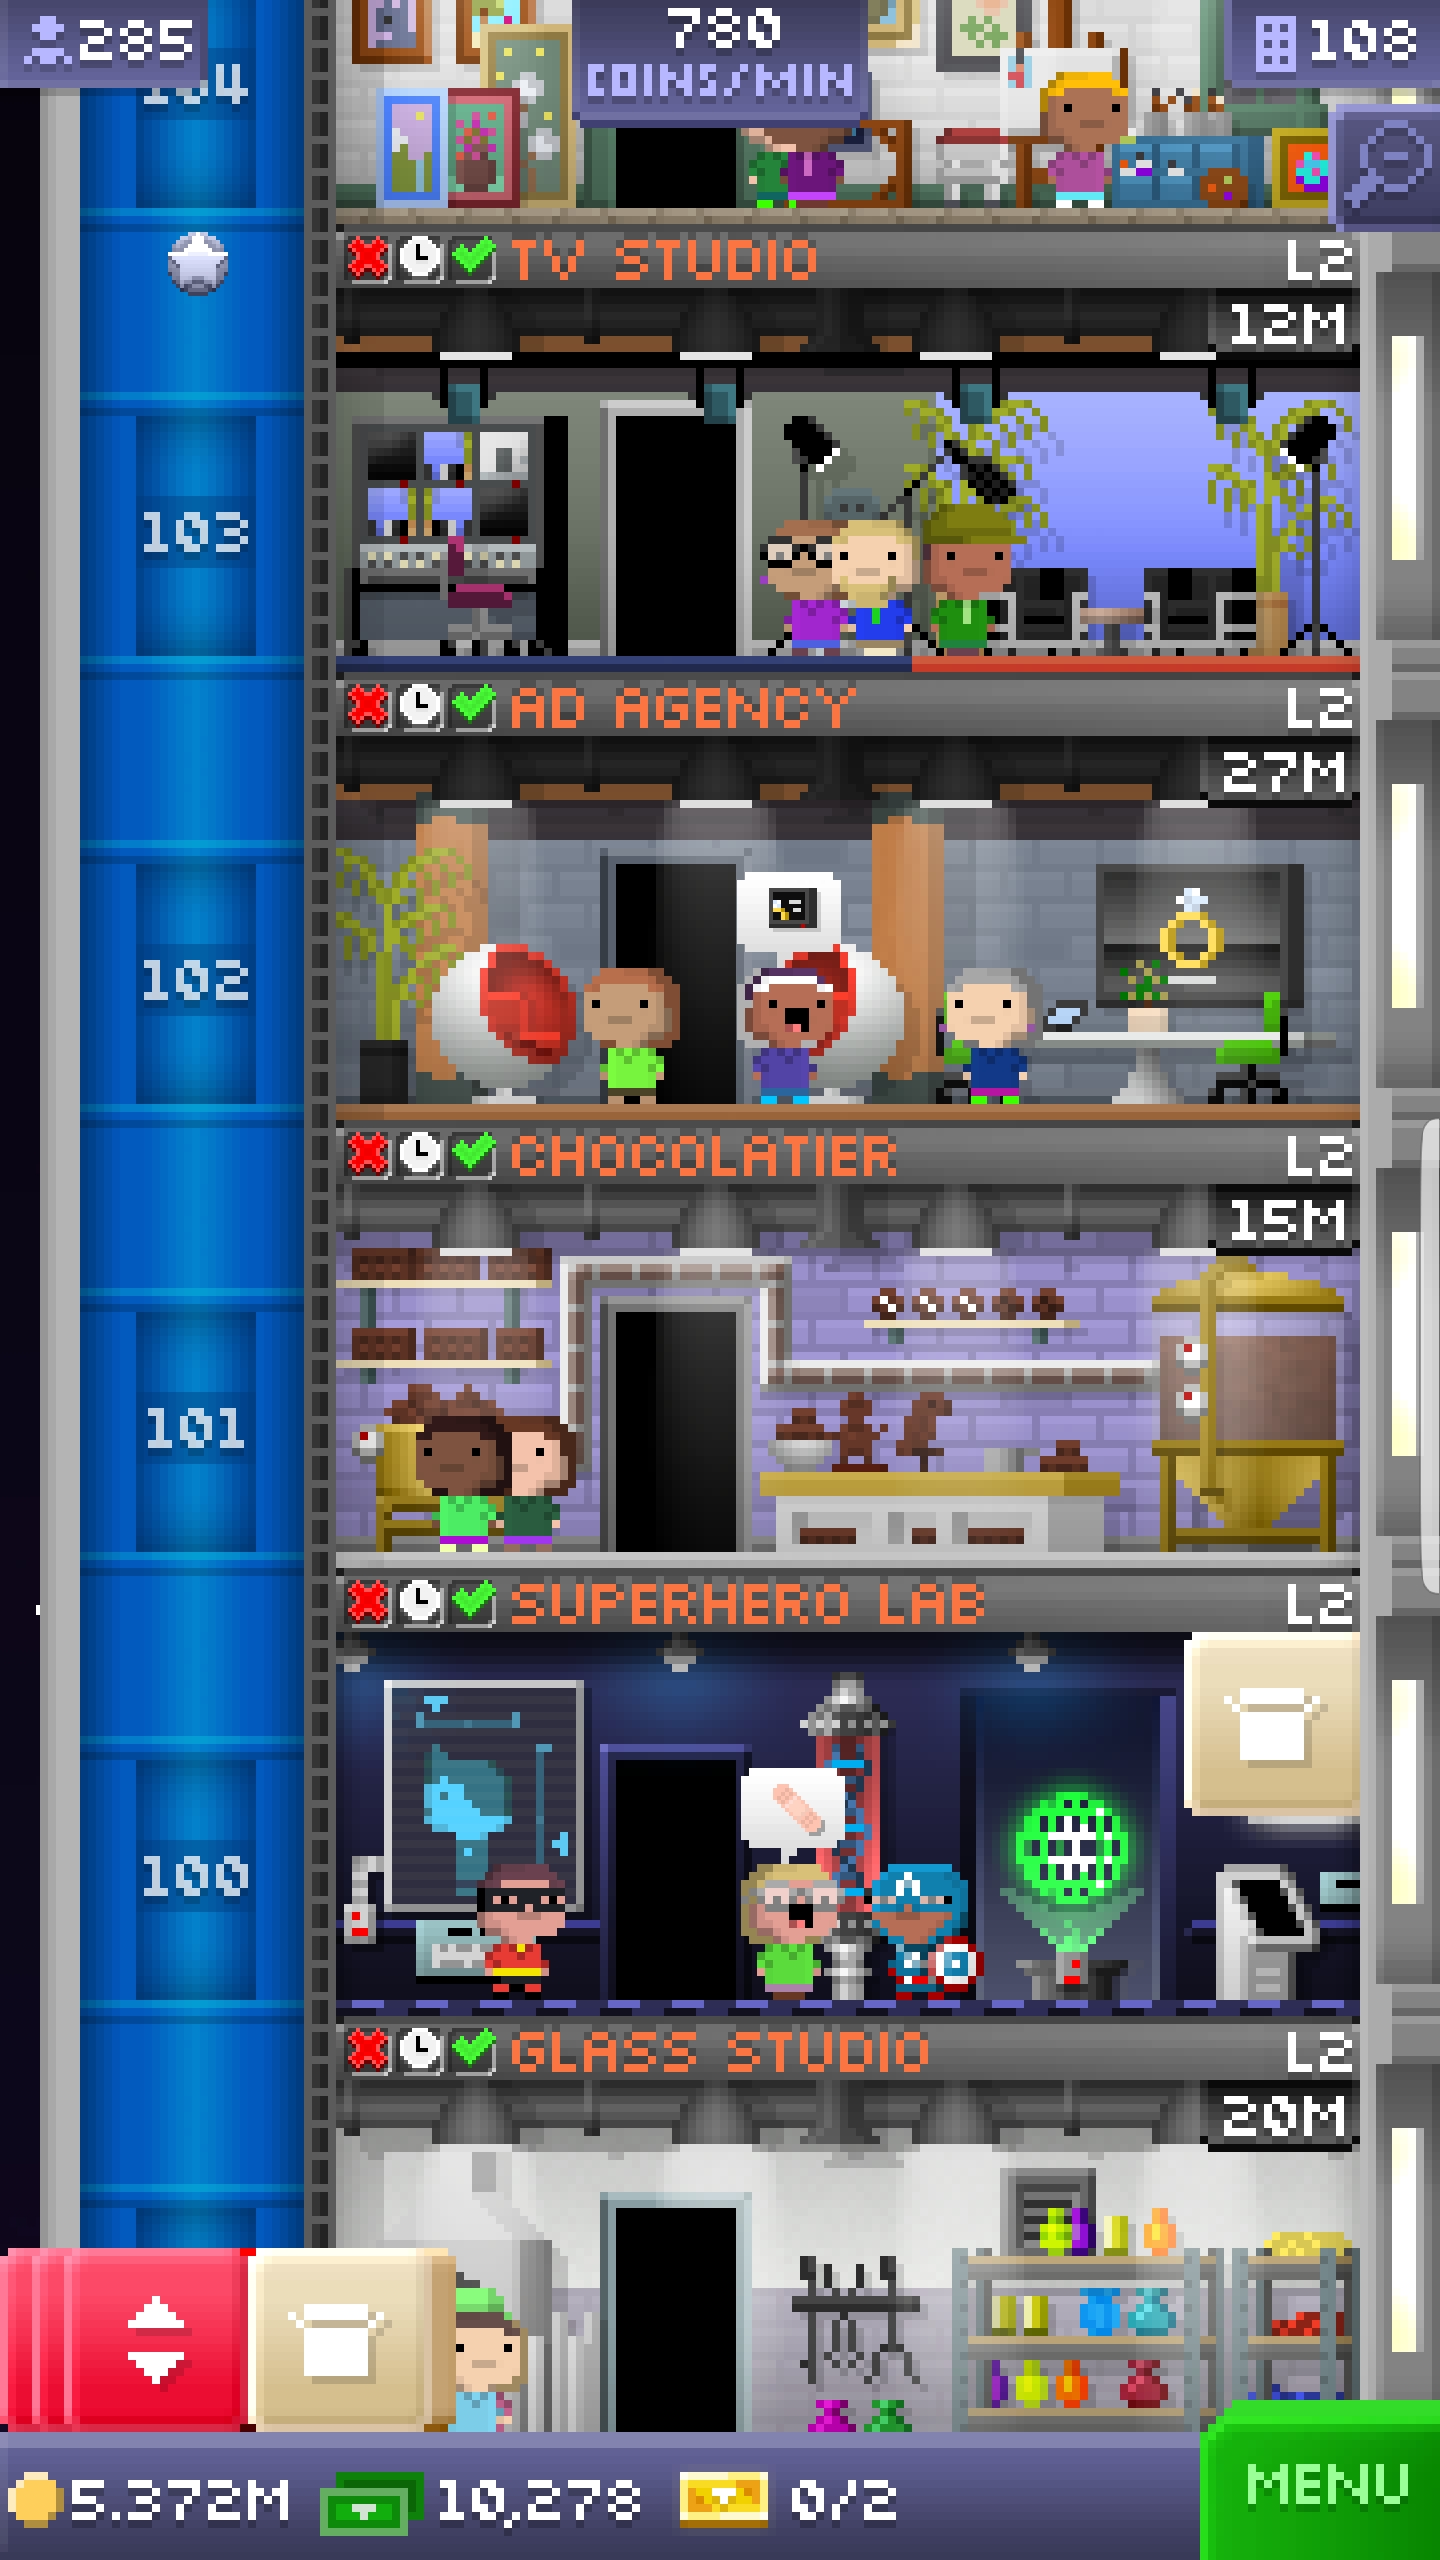 285
780
COINS/MIN
108
104
TV STUDIO L2
12M
103
AD AGENCY L2
27M
102
CHOCOLATIER L2
15M
101
SUPERHERO LAB L2
100
GLASS STUDIO L2
20M
5.372M 10,278 0/2
MENU